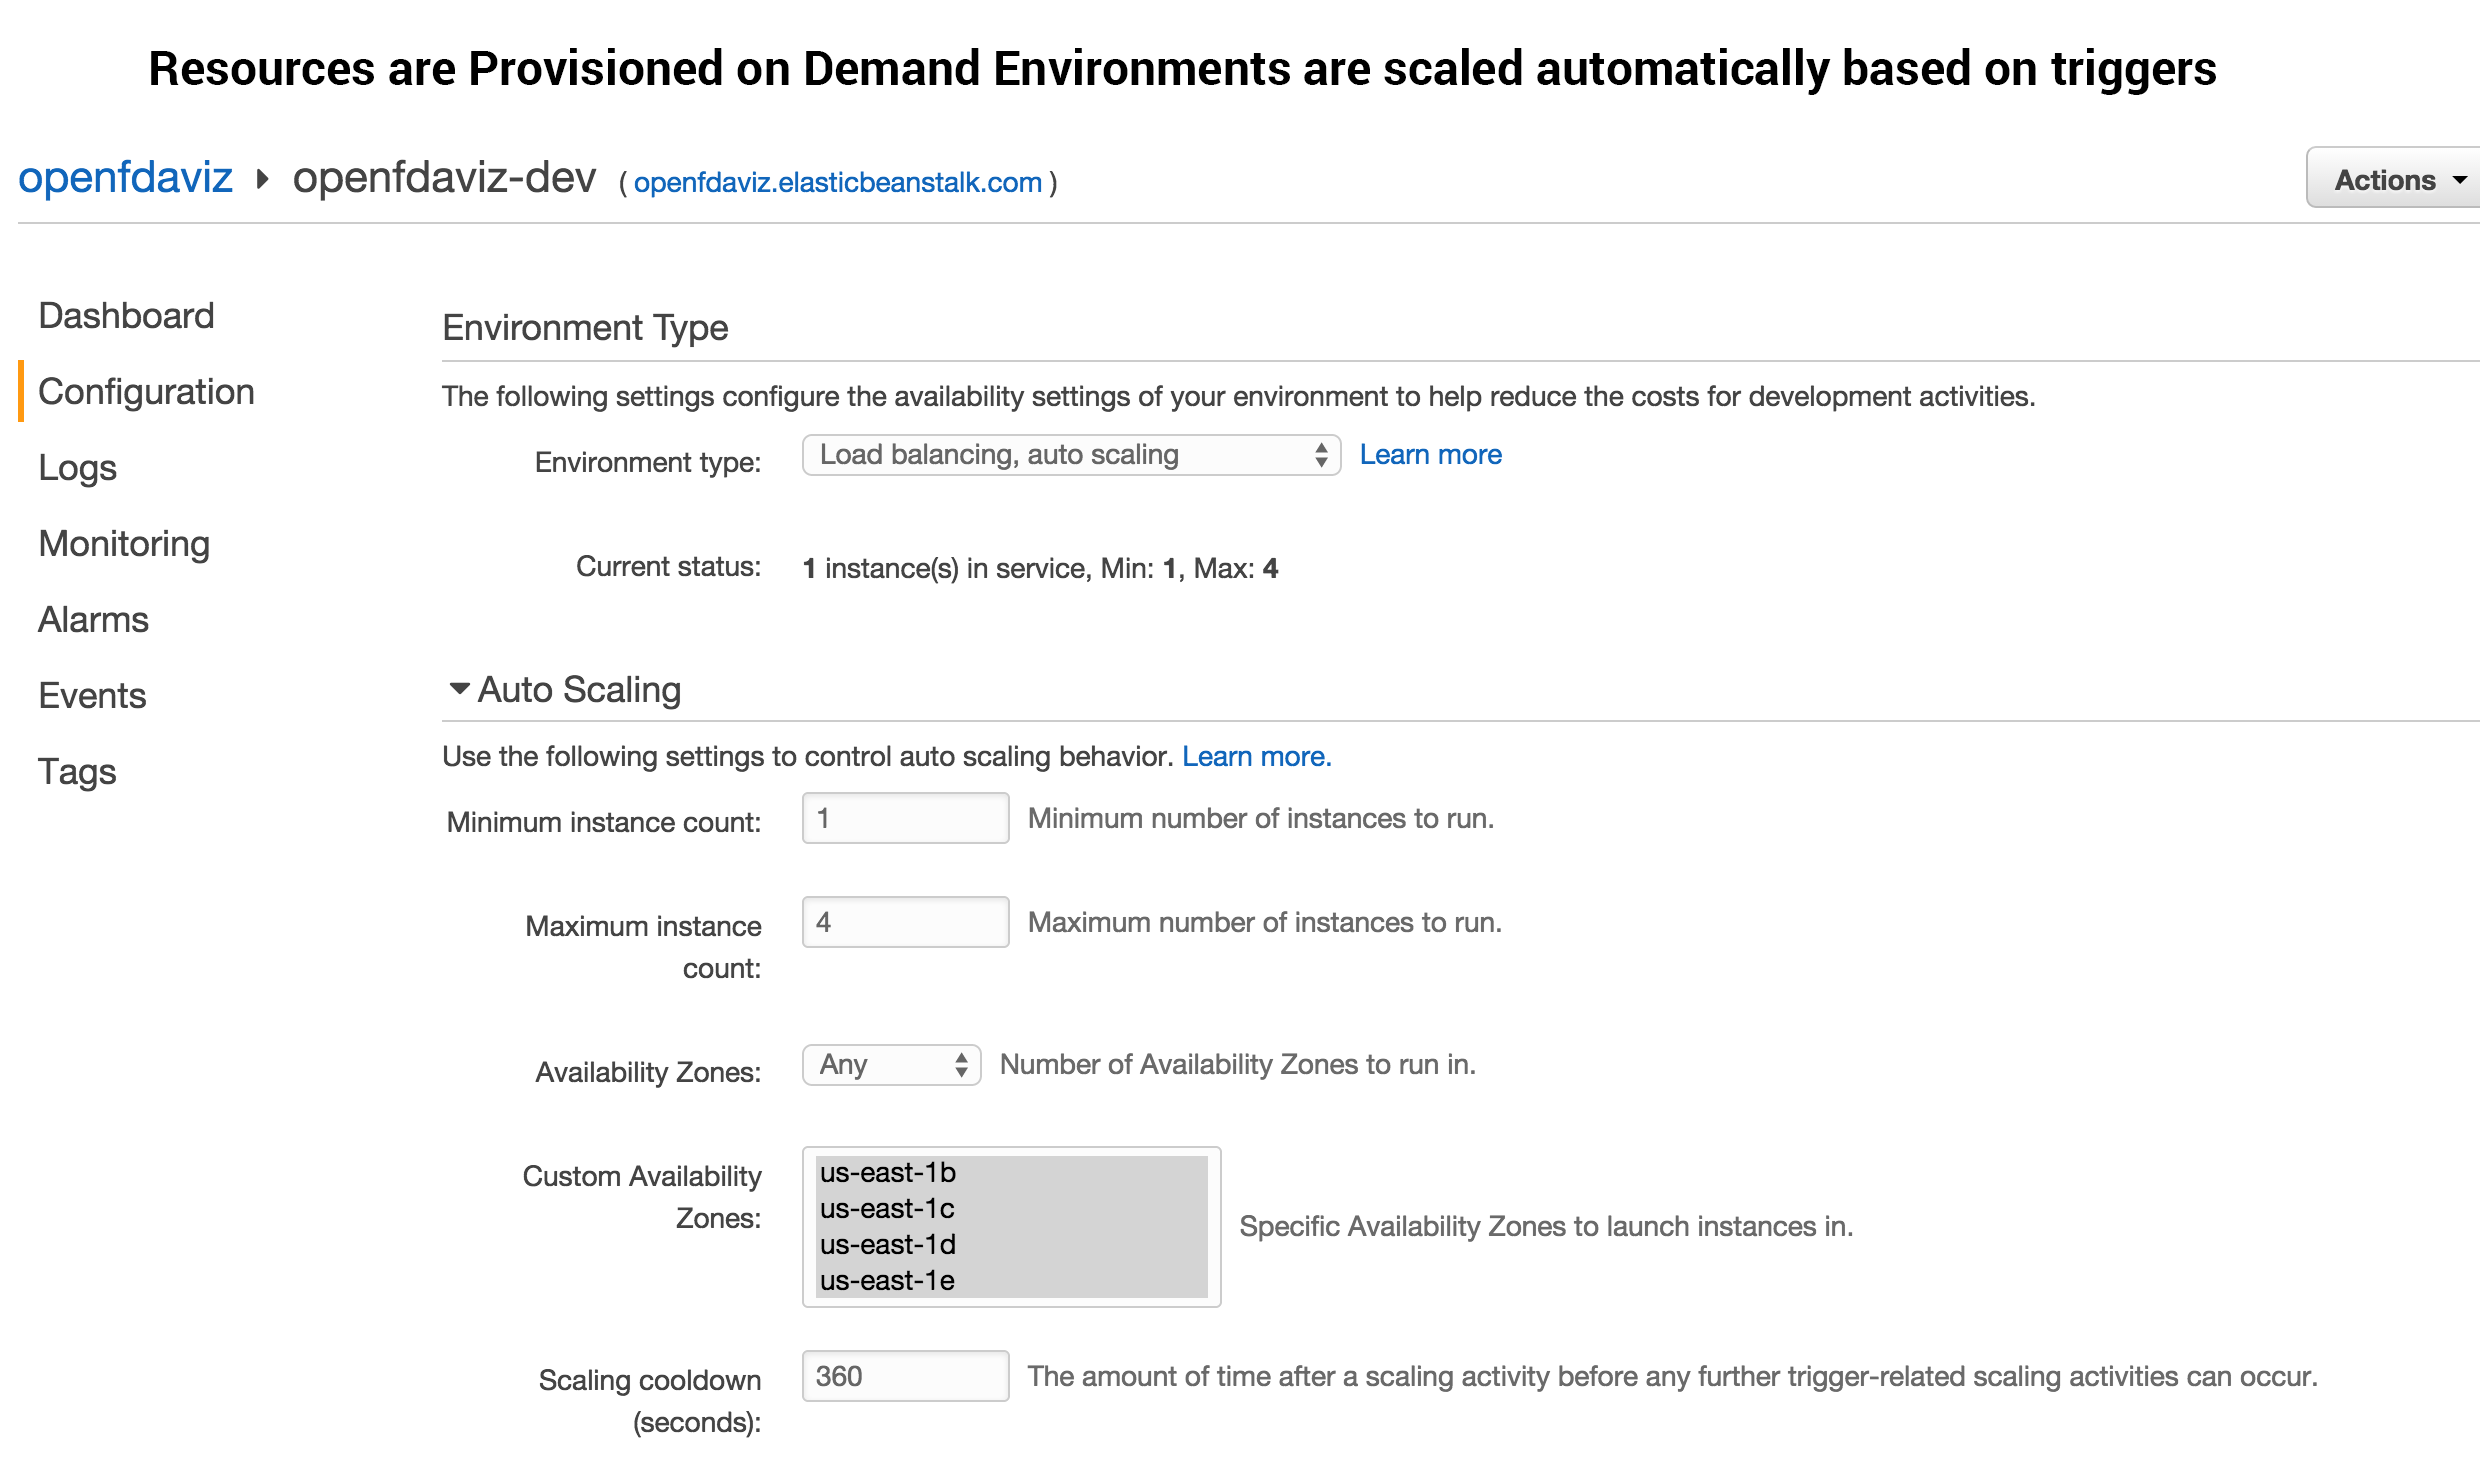 Resources are Provisioned on Demand Environments are scaled automatically based on triggers
openfdaviz openfdaviz-dev ( openfdaviz.elasticbeanstalk.com )
Actions
Dashboard
Configuration
Logs
Monitoring
Alarms
Events
Tags
Environment Type
The following settings configure the availability settings of your environment to help reduce the costs for development activities.
Environment type: Load balancing, auto scaling Learn more
Current status: 1 instance(s) in service, Min: 1, Max: 4
Auto Scaling
Use the following settings to control auto scaling behavior. Learn more.
Minimum instance count: 1 Minimum number of instances to run.
Maximum instance
count:
4 Maximum number of instances to run.
Availability Zones: Any Number of Availability Zones to run in.
Custom Availability
Zones:
us-east-1b
us-east-1c
us-east-1d
us-east-1e
Specific Availability Zones to launch instances in.
Scaling cooldown
(seconds):
360 The amount of time after a scaling activity before any further trigger-related scaling activities can occur.